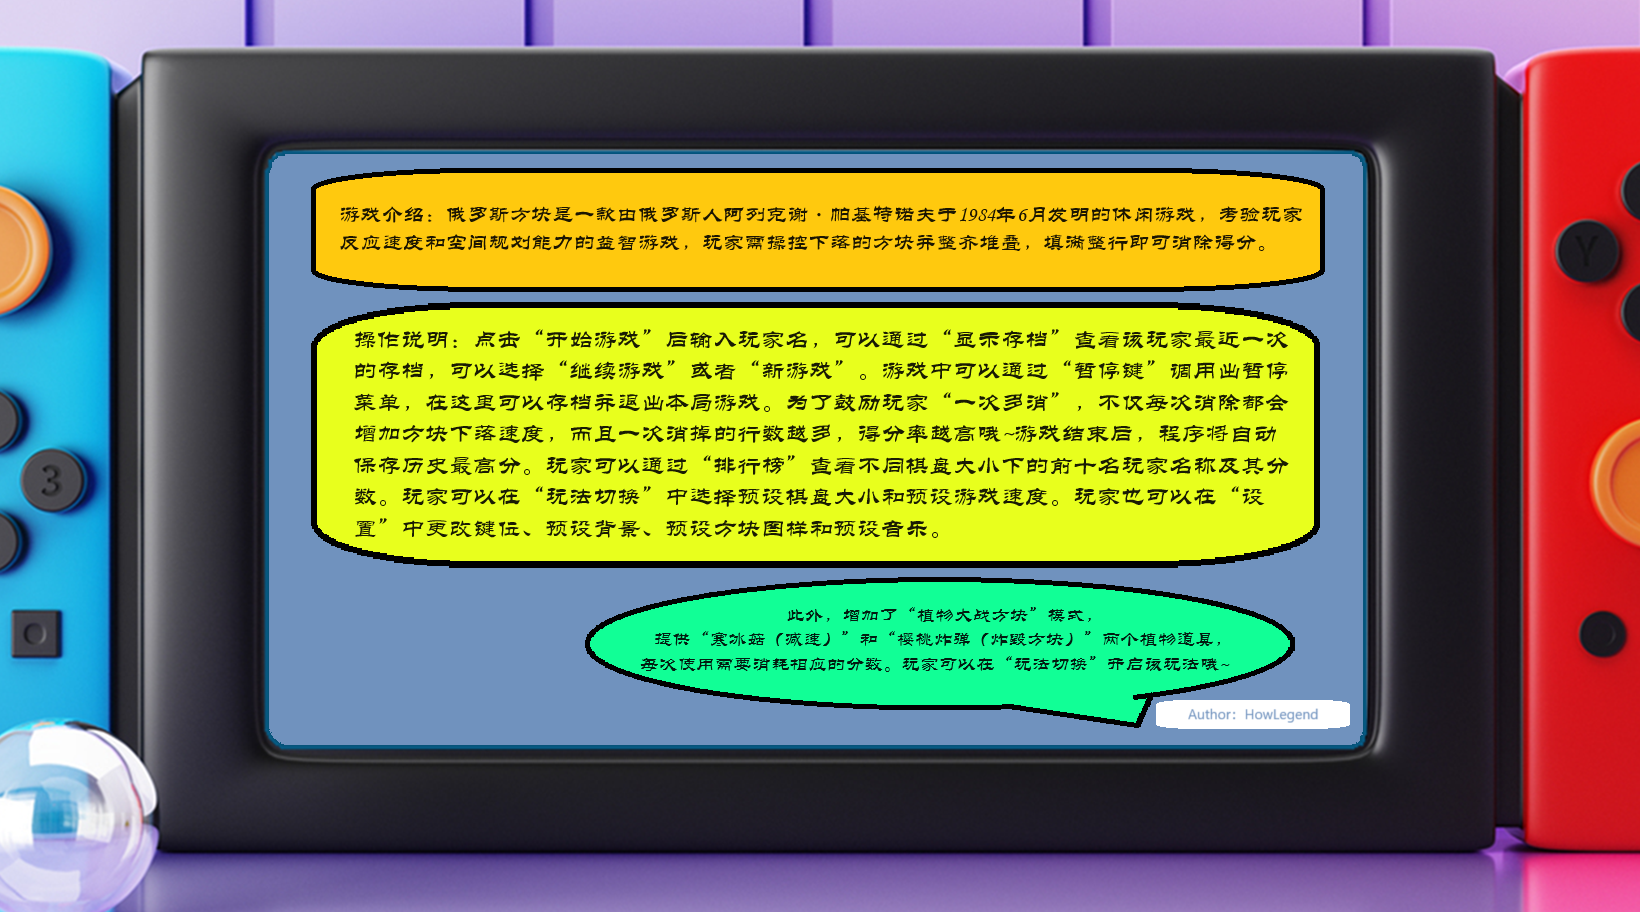 游戏介绍：俄罗斯方块是一款由俄罗斯人阿列克谢·帕基特诺夫于1984年6月发明的休闲游戏，考验玩家
反应速度和空间规划能力的益智游戏，玩家需操控下落的方块并整齐堆叠，填满整行即可消除得分。
操作说明：点击“开始游戏”后输入玩家名，可以通过“显示存档”查看该玩家最近一次
的存档，可以选择“继续游戏”或者“新游戏”。游戏中可以通过“暂停键”调用出暂停
菜单，在这里可以存档并退出本局游戏。为了鼓励玩家“一次多消”，不仅每次消除都会
增加方块下落速度，而且一次消掉的行数越多，得分率越高哦~游戏结束后，程序将自动
保存历史最高分。玩家可以通过“排行榜”查看不同棋盘大小下的前十名玩家名称及其分
数。玩家可以在“玩法切换”中选择预设棋盘大小和预设游戏速度。玩家也可以在“设
置”中更改键位、预设背景、预设方块图样和预设音乐。
此外，增加了“植物大战方块”模式，
提供“寒冰菇（减速）”和“樱桃炸弹（炸毁方块）”两个植物道具，
每次使用需要消耗相应的分数。玩家可以在“玩法切换”开启该玩法哦~
Author：HowLegend
Y
3